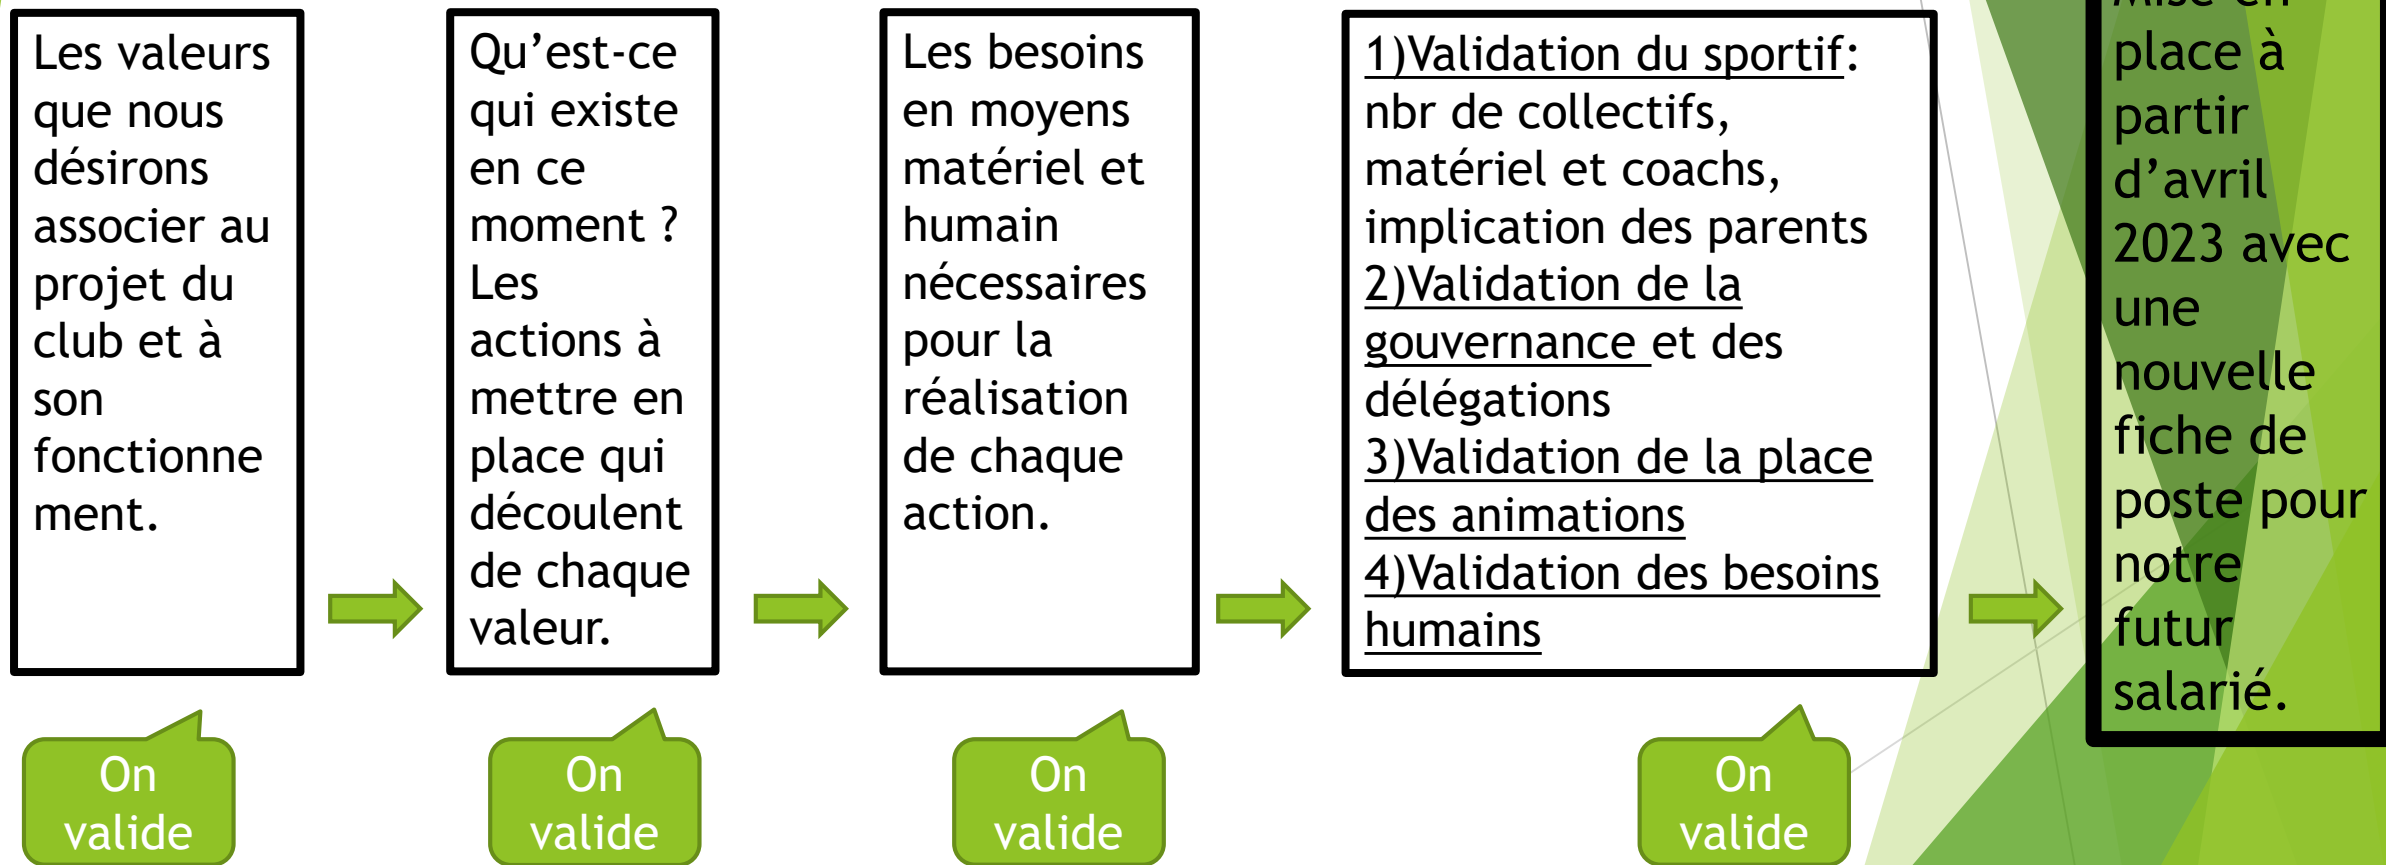 Les valeurs
que nous
désirons
associer au
projet du
club et à
son
fonctionne
ment.
Qu’est-ce
qui existe
en ce
moment ?
Les
actions à
mettre en
place qui
découlent
de chaque
valeur.
Les besoins
en moyens
matériel et
humain
nécessaires
pour la
réalisation
de chaque
action.
1)Validation du sportif:
nbr de collectifs,
matériel et coachs,
implication des parents
2)Validation de la
gouvernance et des
délégations
3)Validation de la place
des animations
4)Validation des besoins
humains
Mise en
place à
partir
d’avril
2023 avec
une
nouvelle
fiche de
poste pour
notre
futur
salarié.
On
valide
On
valide
On
valide
On
valide